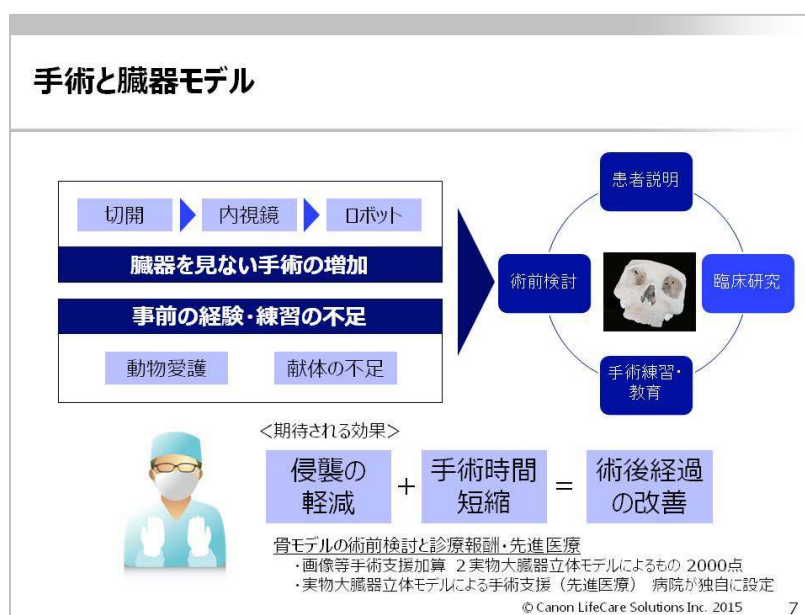 手術と臓器モデル
切開
内視鏡
ロボット
臓器を見ない手術の増加
事前の経験・練習の不足
動物愛護
献体の不足
患者説明
術前検討
臨床研究
手術練習・
教育
<期待される効果>
侵襲の
軽減
+
手術時間
短縮
=
術後経過
の改善
骨モデルの術前検討と診療報酬・先進医療
・画像等手術支援加算 2実物大臓器立体モデルによるもの 2000点
・実物大臓器立体モデルによる手術支援（先進医療） 病院が独自に設定
© Canon LifeCare Solutions Inc. 2015
7